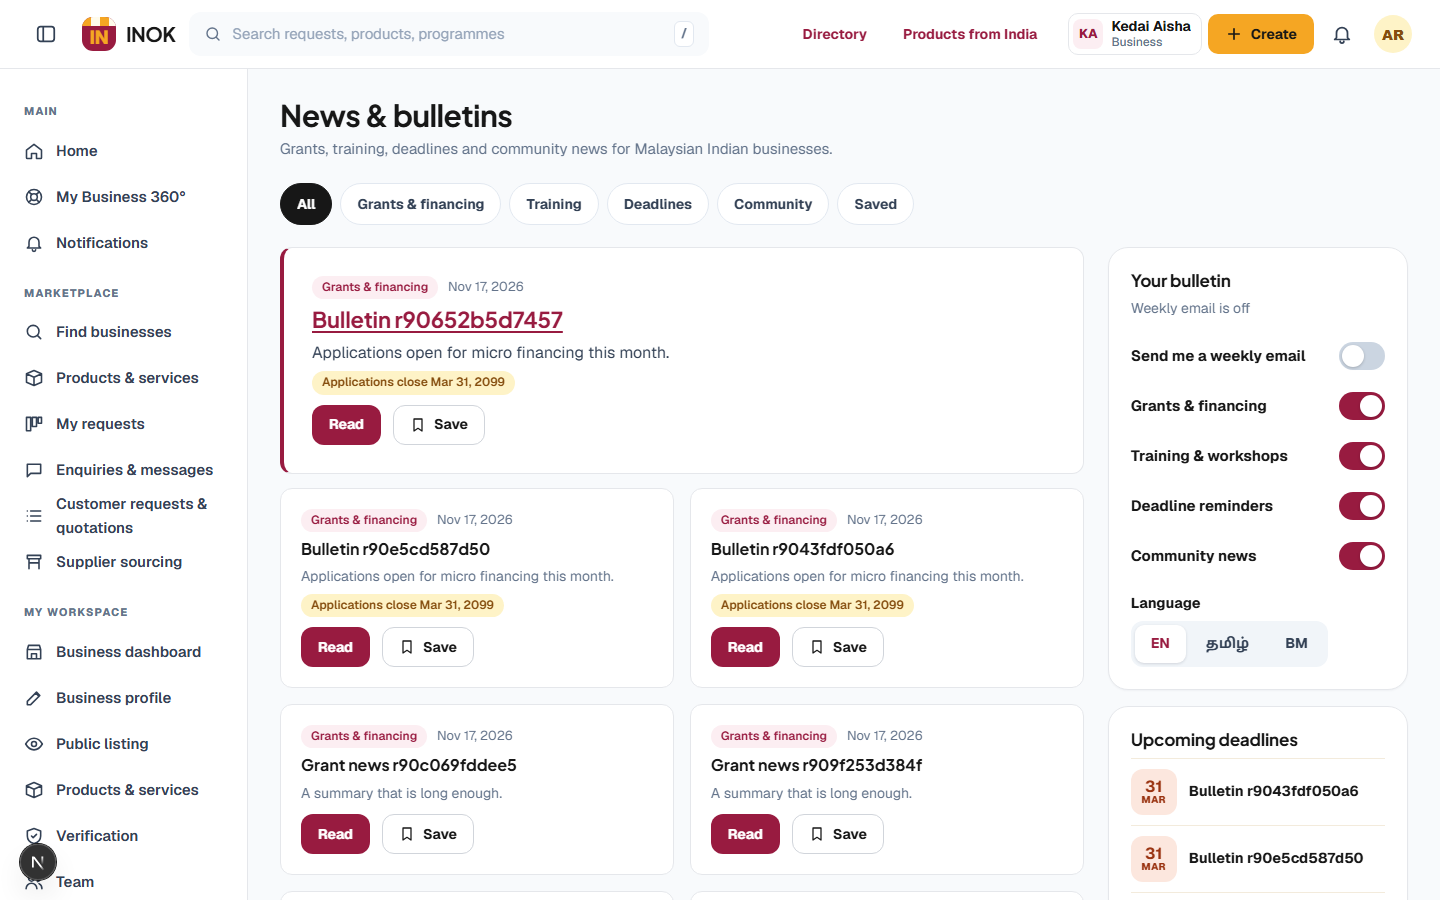 IN INOK
Search requests, products, programmes /
Directory
Products from India
KA Kedai Aisha
Business
+ Create
AR
MAIN
Home
My Business 360°
Notifications
MARKETPLACE
Find businesses
Products & services
My requests
Enquiries & messages
Customer requests &
quotations
Supplier sourcing
MY WORKSPACE
Business dashboard
Business profile
Public listing
Products & services
Verification
N
Team
News & bulletins
Grants, training, deadlines and community news for Malaysian Indian businesses.
All
Grants & financing
Training
Deadlines
Community
Saved
Grants & financing Nov 17, 2026
Bulletin r90652b5d7457
Applications open for micro financing this month.
Applications close Mar 31, 2099
Read Save
Grants & financing Nov 17, 2026
Bulletin r90e5cd587d50
Applications open for micro financing this month.
Applications close Mar 31, 2099
Read Save
Grants & financing Nov 17, 2026
Bulletin r9043fdf050a6
Applications open for micro financing this month.
Applications close Mar 31, 2099
Read Save
Grants & financing Nov 17, 2026
Grant news r90c069fddee5
A summary that is long enough.
Read Save
Grants & financing Nov 17, 2026
Grant news r909f253d384f
A summary that is long enough.
Read Save
Your bulletin
Weekly email is off
Send me a weekly email
Grants & financing
Training & workshops
Deadline reminders
Community news
Language
EN தமிழ் BM
Upcoming deadlines
31
MAR
Bulletin r9043fdf050a6
31
MAR
Bulletin r90e5cd587d50